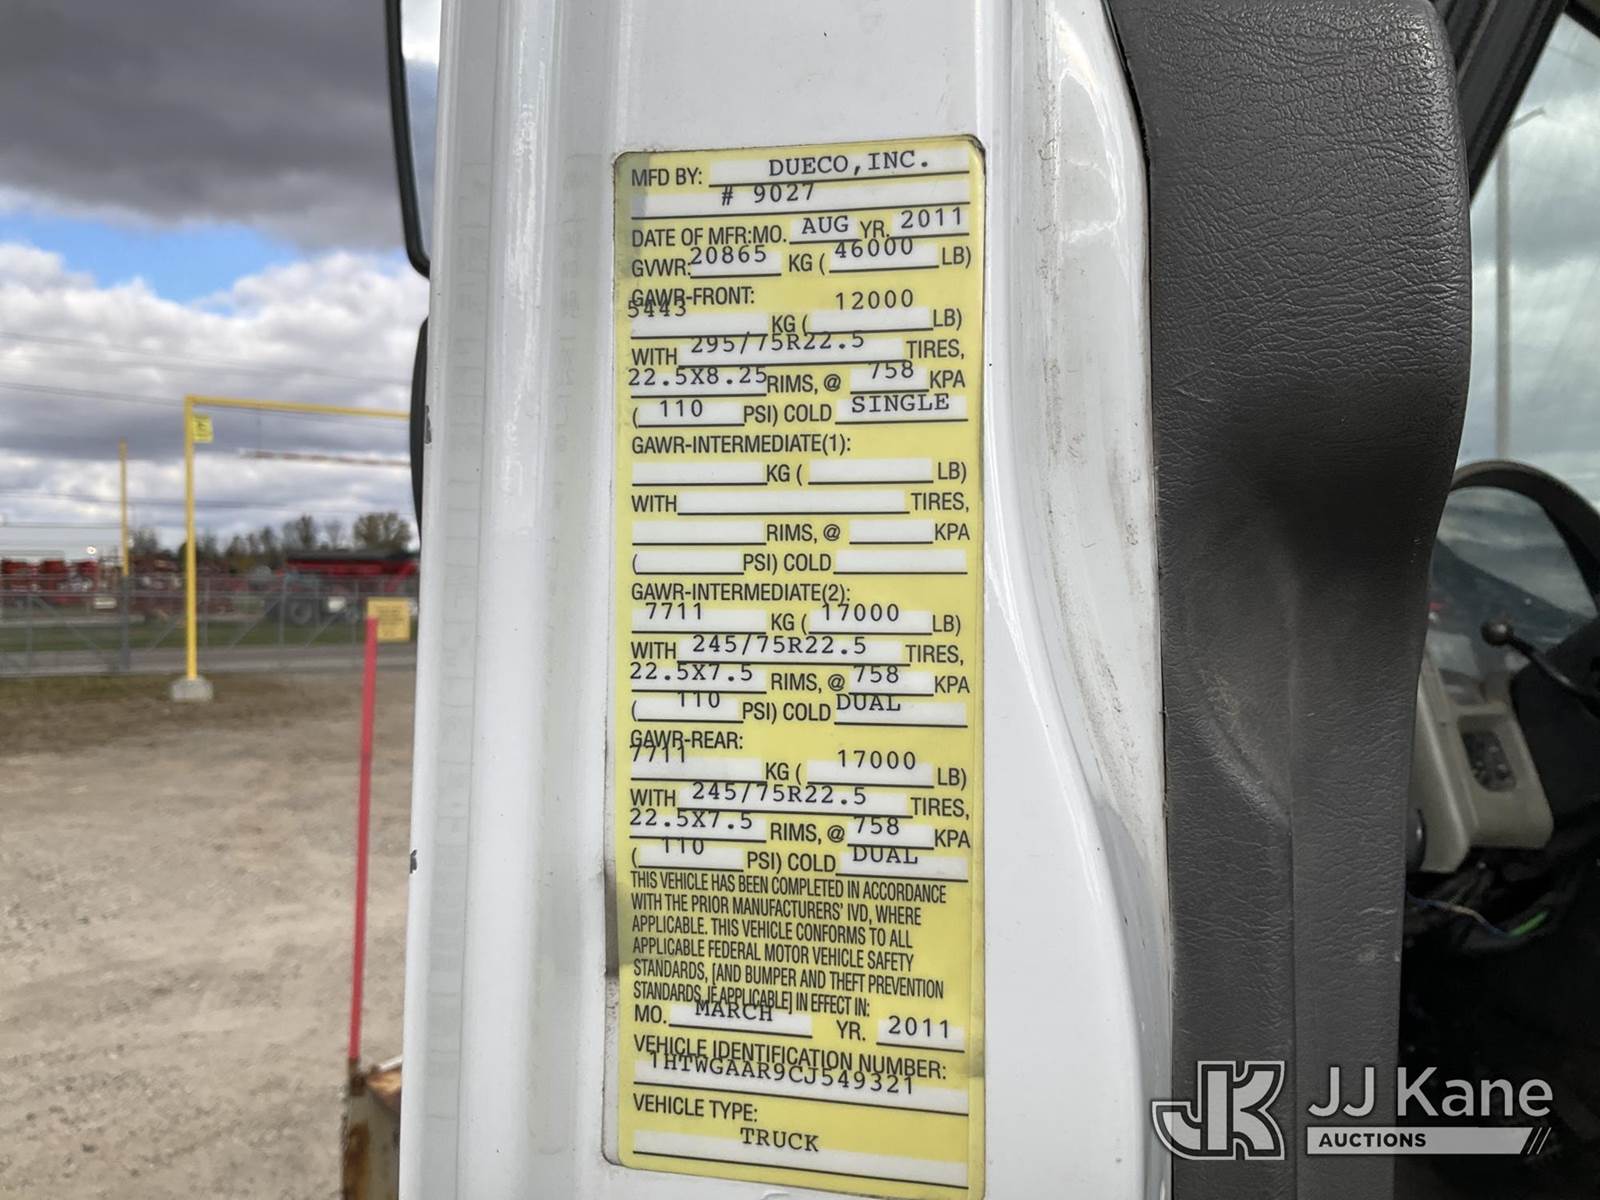 MFD BY: DUECO,INC.
# 9027
DATE OF MFR:MO. AUG YR. 2011
GVWR: 20865 KG ( 46000 LB)
GAWR-FRONT:
5443 KG ( 12000 LB)
WITH 295/75R22.5 TIRES,
22.5X8.25 RIMS, @ 758 KPA
( 110 PSI) COLD SINGLE
GAWR-INTERMEDIATE(1):
KG ( LB)
WITH TIRES,
RIMS, @ KPA
( PSI) COLD
GAWR-INTERMEDIATE(2):
7711 KG ( 17000 LB)
WITH 245/75R22.5 TIRES,
22.5X7.5 RIMS, @ 758 KPA
( 110 PSI) COLD DUAL
GAWR-REAR:
7711 KG ( 17000 LB)
WITH 245/75R22.5 TIRES,
22.5X7.5 RIMS, @ 758 KPA
( 110 PSI) COLD DUAL
THIS VEHICLE HAS BEEN COMPLETED IN ACCORDANCE
WITH THE PRIOR MANUFACTURERS' IVD, WHERE
APPLICABLE. THIS VEHICLE CONFORMS TO ALL
APPLICABLE FEDERAL MOTOR VEHICLE SAFETY
STANDARDS, [AND BUMPER AND THEFT PREVENTION
STANDARDS, IF APPLICABLE] IN EFFECT IN:
MO. MARCH YR. 2011
VEHICLE IDENTIFICATION NUMBER:
1HTWGAAR9CJ549321
VEHICLE TYPE:
TRUCK
JK JJ Kane
AUCTIONS